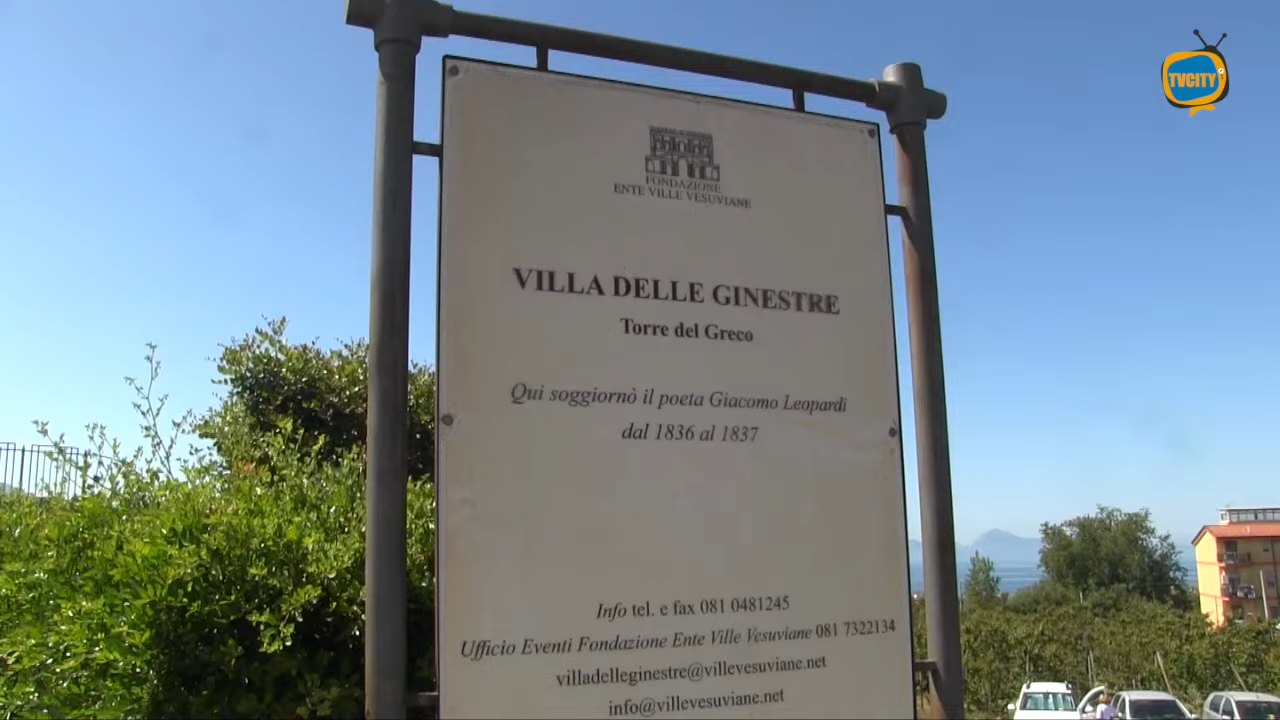 TVCITY
FONDAZIONE
ENTE VILLE VESUVIANE
VILLA DELLE GINESTRE
Torre del Greco
Qui soggiornò il poeta Giacomo Leopardi
dal 1836 al 1837
Info tel. e fax 081 0481245
Ufficio Eventi Fondazione Ente Ville Vesuviane 081 7322134
villadelleginestre@villevesuviane.net
info@villevesuviane.net